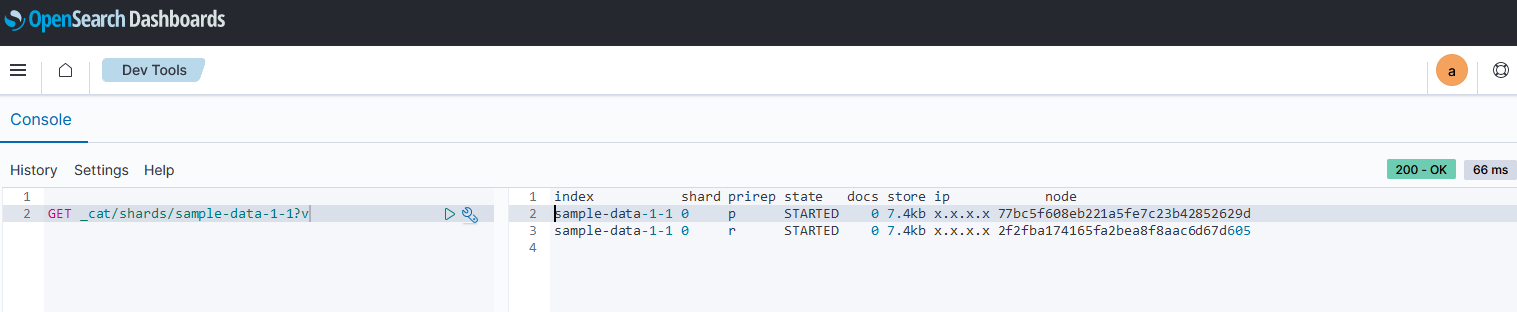 OpenSearch Dashboards
Dev Tools
a
Console
History Settings Help
200 - OK 66 ms
1
2 GET _cat/shards/sample-data-1-1?v
1 index shard prirep state docs store ip node
2 sample-data-1-1 0 p STARTED 0 7.4kb x.x.x.x 77bc5f608eb221a5fe7c23b42852629d
3 sample-data-1-1 0 r STARTED 0 7.4kb x.x.x.x 2f2fba174165fa2bea8f8aac6d67d605
4